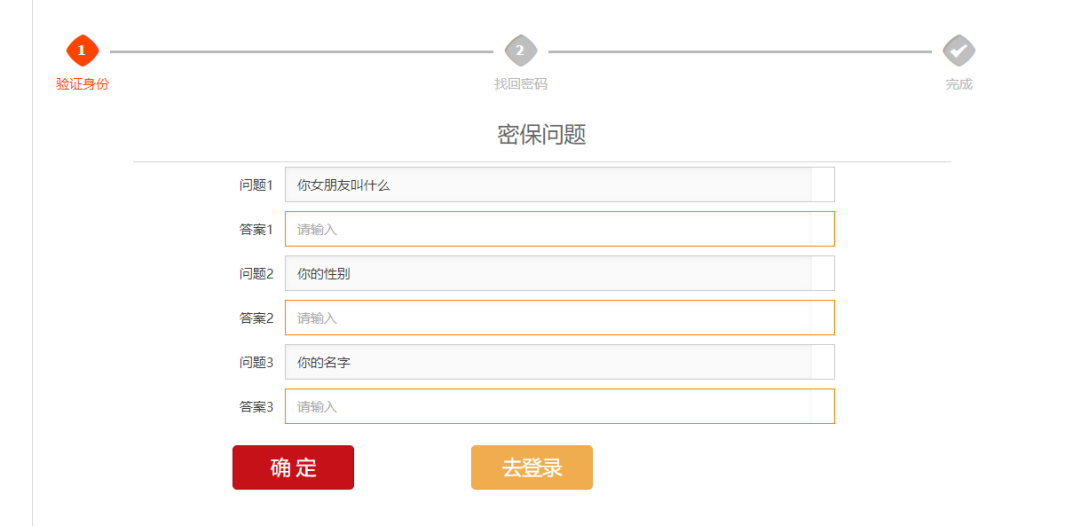 1
2
验证身份
找回密码
完成
密保问题
问题1 你女朋友叫什么
答案1 请输入
问题2 你的性别
答案2 请输入
问题3 你的名字
答案3 请输入
确 定
去登录